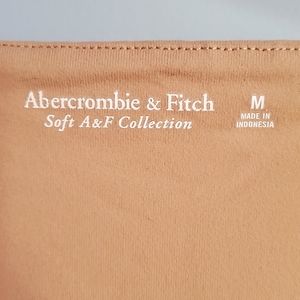 Abercrombie & Fitch
Soft A&F Collection
M
MADE IN
INDONESIA